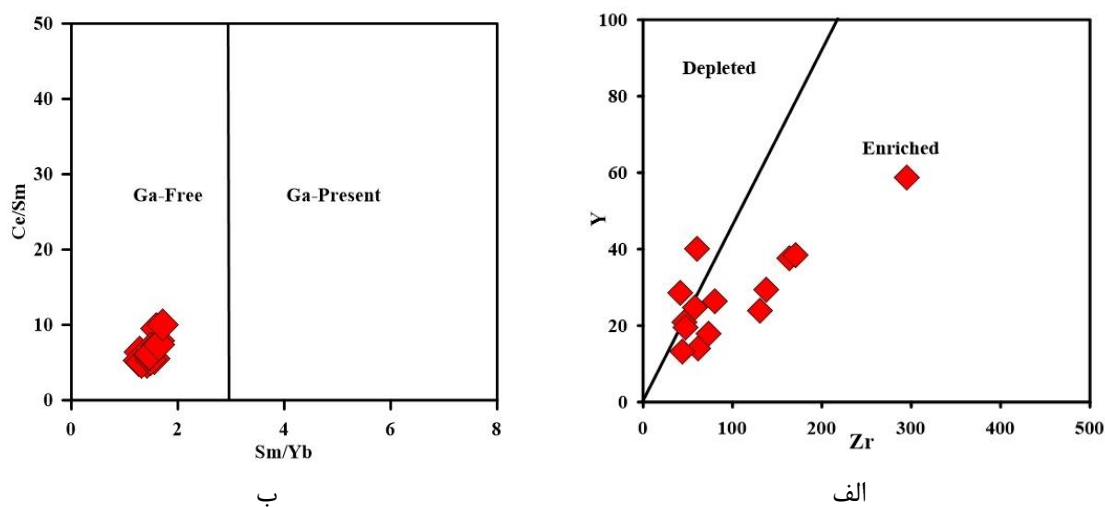 50
40
30
20
10
0
Ce/Sm
Ga-Free
Ga-Present
0 2 4 6 8
Sm/Yb
ب
100
80
60
40
20
0
Y
Depleted
Enriched
0 100 200 300 400 500
Zr
الف